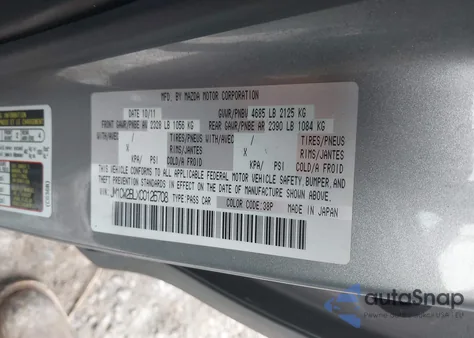 MFD. BY MAZDA MOTOR CORPORATION
DATE 10/11 GVWR/PNBV 4685 LB 2125 KG
FRONT GAWR/PNBE AV 2328 LB 1056 KG REAR GAWR/PNBE AR 2390 LB 1084 KG
WITH/AVEC / TIRES/PNEUS WITH/AVEC / TIRES/PNEUS
X RIMS/JANTES X RIMS/JANTES
/ KPA/ PSI / KPA/ PSI
COLD/A FROID COLD/A FROID
THIS VEHICLE CONFORMS TO ALL APPLICABLE FEDERAL MOTOR VEHICLE SAFETY, BUMPER, AND
THEFT PREVENTION STANDARDS IN EFFECT ON THE DATE OF MANUFACTURE SHOWN ABOVE.
TYPE PASS CAR COLOR CODE: 38P MADE IN JAPAN
autoSnap